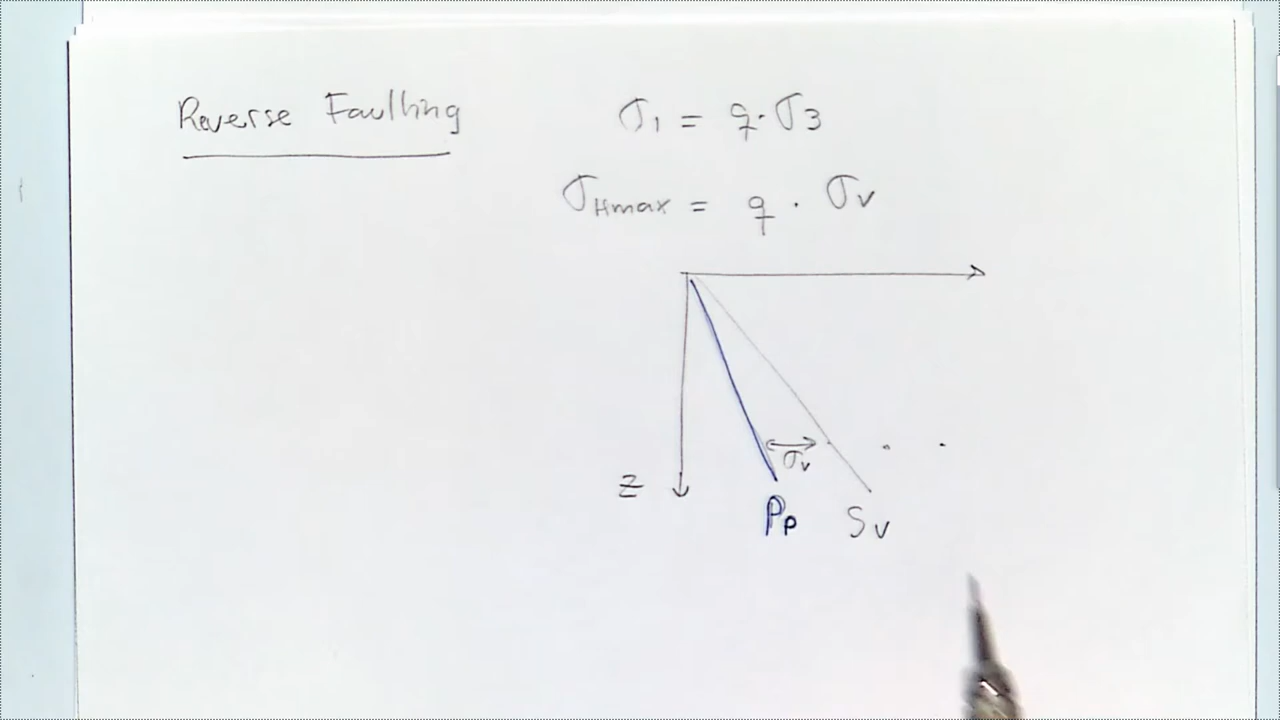 Reverse Faulting
σ1 = q · σ3
σHmax = q · σv
σv
z
Pp
Sv